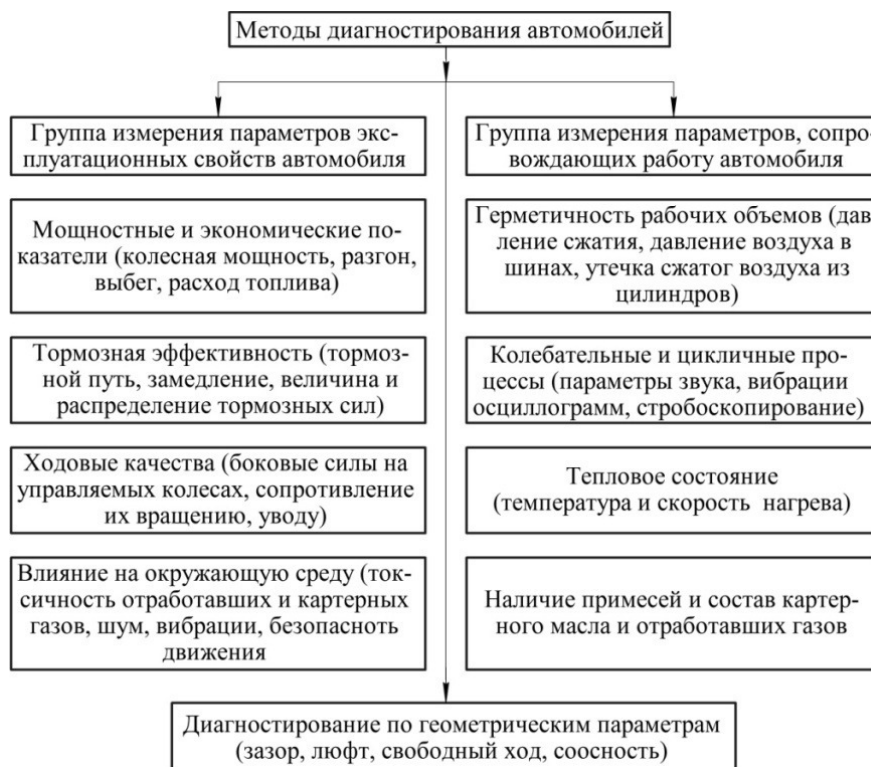 Методы диагностирования автомобилей
Группа измерения параметров экс-
плуатационных свойств автомобиля
Мощностные и экономические по-
казатели (колесная мощность, разгон,
выбег, расход топлива)
Тормозная эффективность (тормоз-
ной путь, замедление, величина и
распределение тормозных сил)
Ходовые качества (боковые силы на
управляемых колесах, сопротивление
их вращению, уводу)
Влияние на окружающую среду (ток-
сичность отработавших и картерных
газов, шум, вибрации, безопасноть
движения
Группа измерения параметров, сопро-
вождающих работу автомобиля
Герметичность рабочих объемов (дав
ление сжатия, давление воздуха в
шинах, утечка сжатог воздуха из
цилиндров)
Колебательные и цикличные про-
цессы (параметры звука, вибрации
осциллограмм, стробоскопирование)
Тепловое состояние
(температура и скорость нагрева)
Наличие примесей и состав картер-
ного масла и отработавших газов
Диагностирование по геометрическим параметрам
(зазор, люфт, свободный ход, соосность)